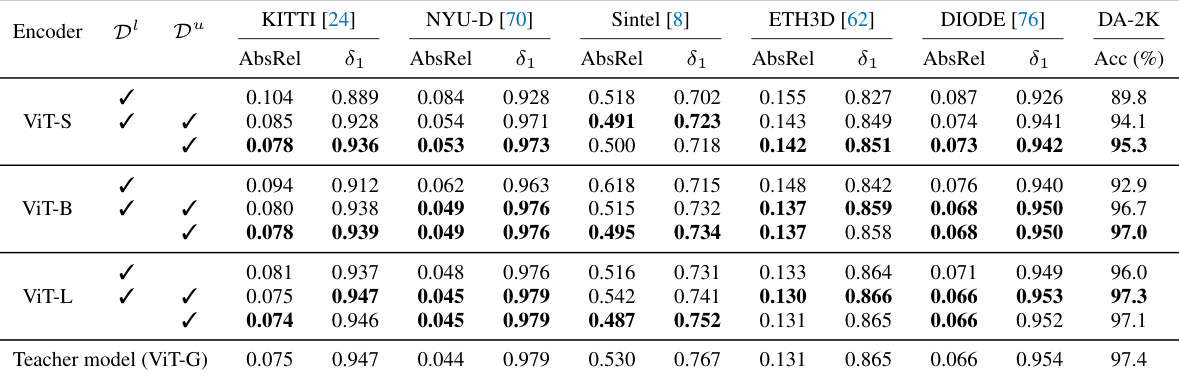 Encoder 𝒟ˡ 𝒟ᵘ KITTI [24] NYU-D [70] Sintel [8] ETH3D [62] DIODE [76] DA-2K
AbsRel δ₁ AbsRel δ₁ AbsRel δ₁ AbsRel δ₁ AbsRel δ₁ Acc (%)
✓ 0.104 0.889 0.084 0.928 0.518 0.702 0.155 0.827 0.087 0.926 89.8
ViT-S ✓ ✓ 0.085 0.928 0.054 0.971 0.491 0.723 0.143 0.849 0.074 0.941 94.1
✓ 0.078 0.936 0.053 0.973 0.500 0.718 0.142 0.851 0.073 0.942 95.3
✓ 0.094 0.912 0.062 0.963 0.618 0.715 0.148 0.842 0.076 0.940 92.9
ViT-B ✓ ✓ 0.080 0.938 0.049 0.976 0.515 0.732 0.137 0.859 0.068 0.950 96.7
✓ 0.078 0.939 0.049 0.976 0.495 0.734 0.137 0.858 0.068 0.950 97.0
✓ 0.081 0.937 0.048 0.976 0.516 0.731 0.133 0.864 0.071 0.949 96.0
ViT-L ✓ ✓ 0.075 0.947 0.045 0.979 0.542 0.741 0.130 0.866 0.066 0.953 97.3
✓ 0.074 0.946 0.045 0.979 0.487 0.752 0.131 0.865 0.066 0.952 97.1
Teacher model (ViT-G) 0.075 0.947 0.044 0.979 0.530 0.767 0.131 0.865 0.066 0.954 97.4